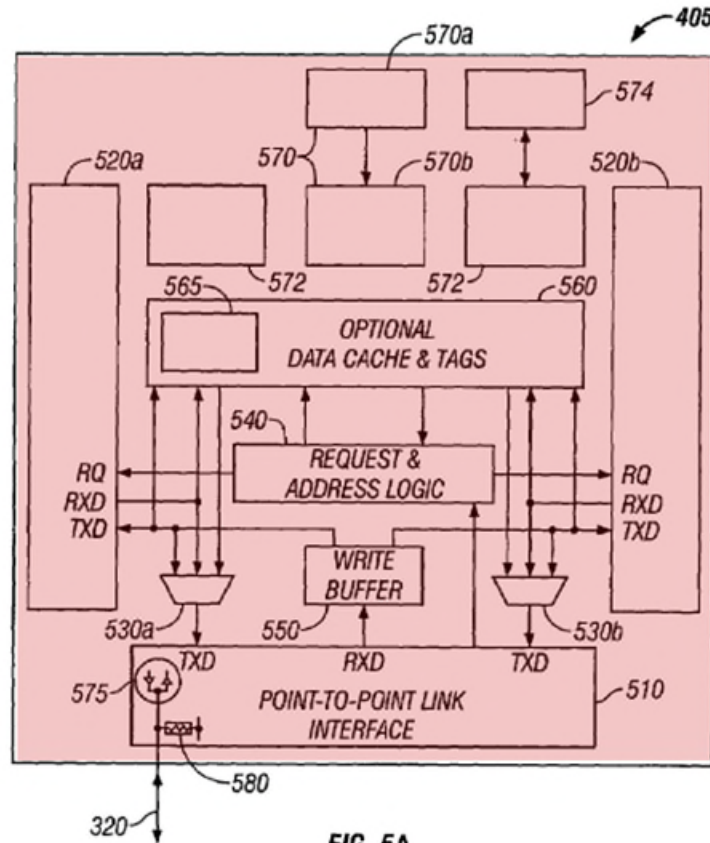 405
570a
574
520a
570
570b
520b
572
572
565
560
OPTIONAL
DATA CACHE & TAGS
540
REQUEST &
ADDRESS LOGIC
RQ
RXD
TXD
RQ
RXD
TXD
WRITE
BUFFER
530a
550
530b
TXD
RXD
TXD
575
POINT-TO-POINT LINK
INTERFACE
510
580
320
FIG. 5A